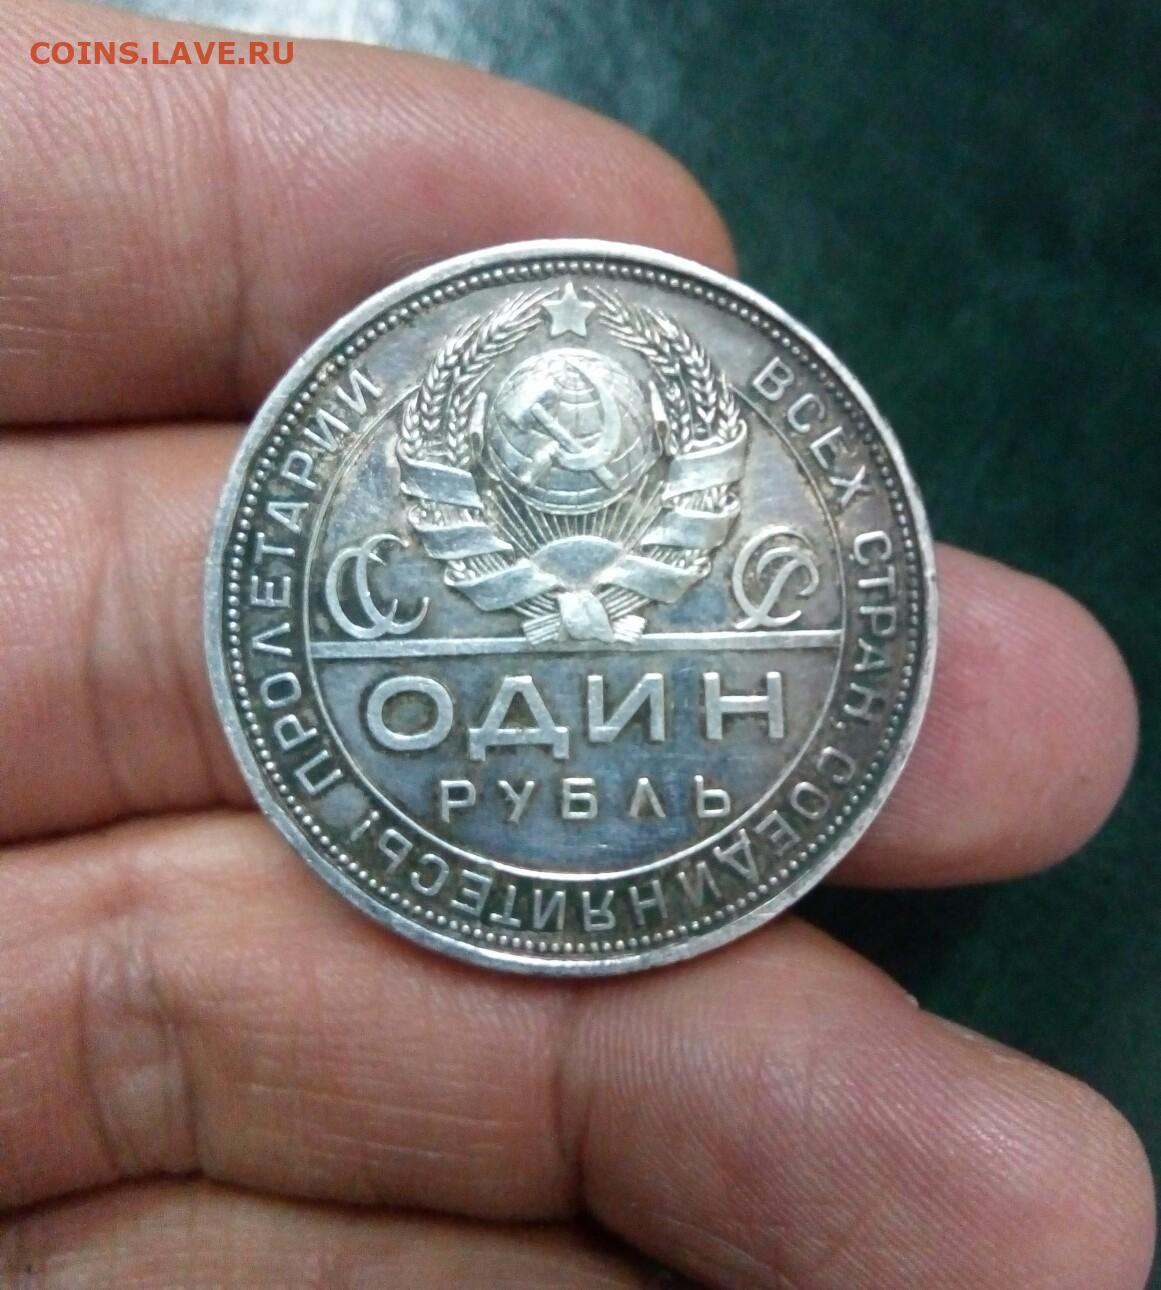 COINS.LAVE.RU
ПРОЛЕТАРИИ ВСЕХ СТРАН, СОЕДИНЯЙТЕСЬ!
СС СР
ОДИН
РУБЛЬ